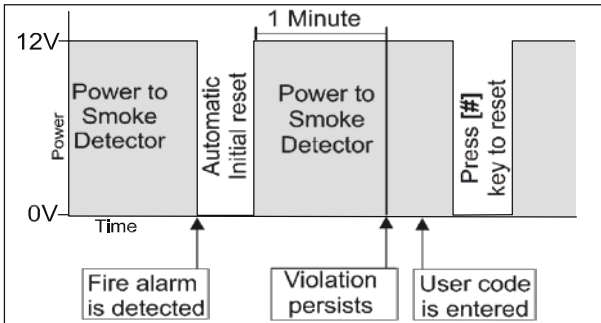 1 Minute
12V
Power
0V
Time
Power to
Smoke
Detector
Automatic
Initial reset
Power to
Smoke
Detector
Press [#]
key to reset
Fire alarm
is detected
Violation
persists
User code
is entered